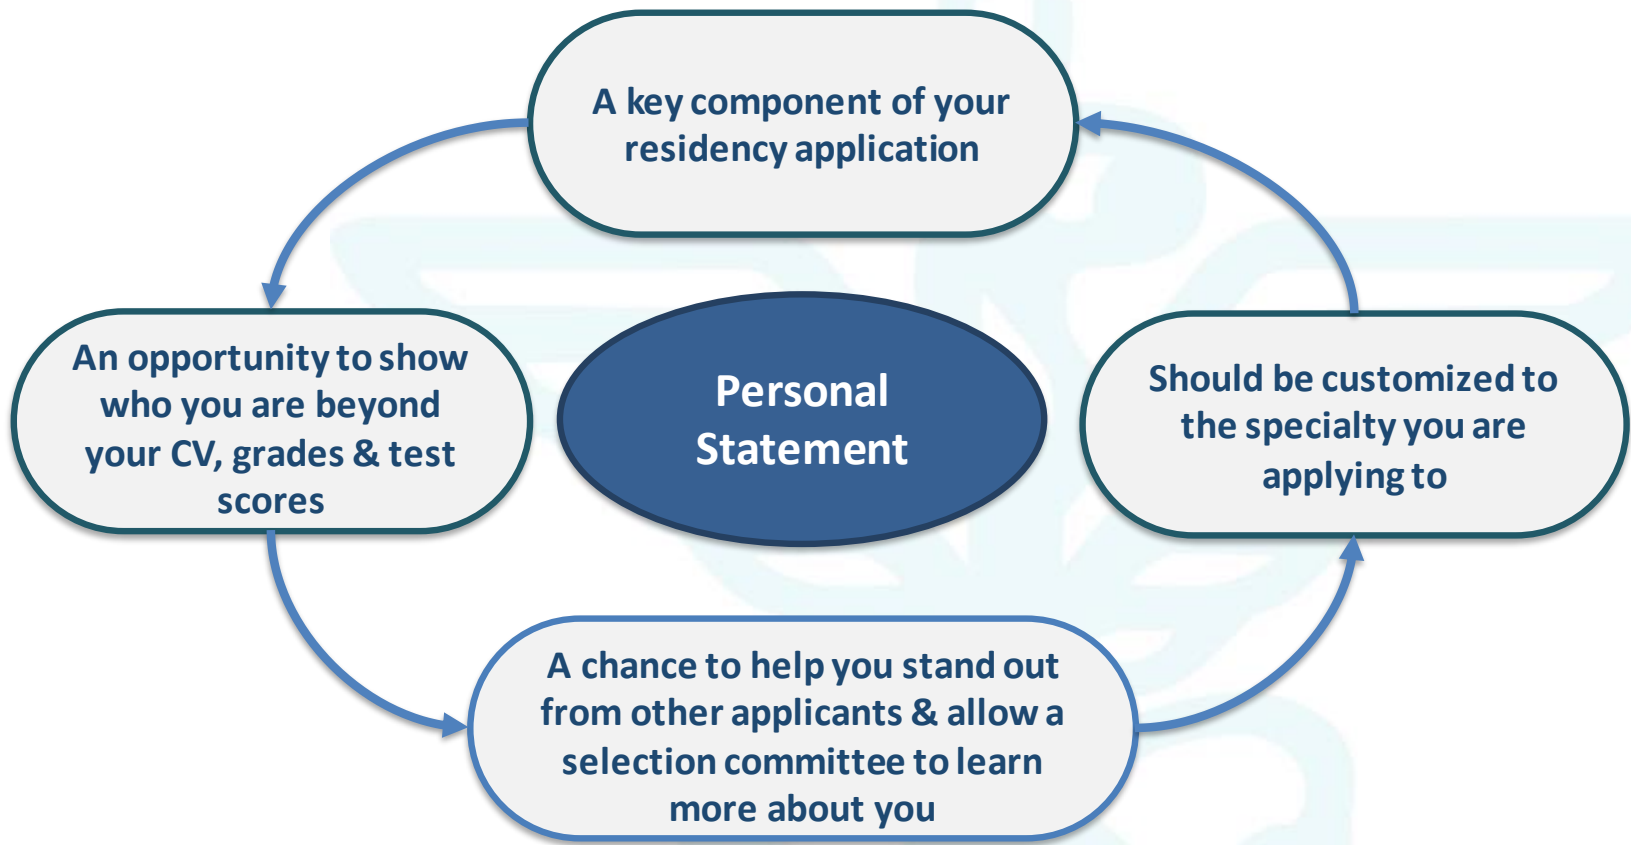 A key component of your
residency application
An opportunity to show
who you are beyond
your CV, grades & test
scores
Personal
Statement
Should be customized to
the specialty you are
applying to
A chance to help you stand out
from other applicants & allow a
selection committee to learn
more about you